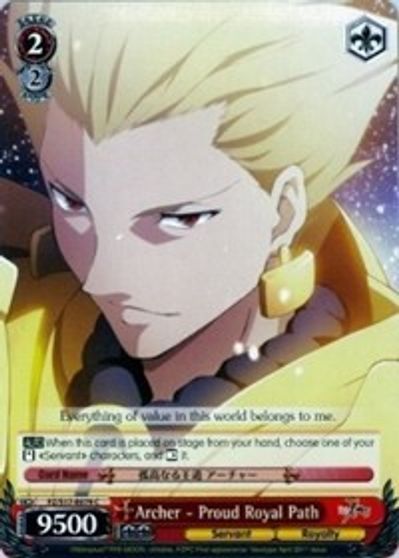 LEVEL
2
2
Everything of value in this world belongs to me.
AUTO When this card is placed on stage from your hand, choose one of your
«Servant» characters, and it.
Card Name 孤高なる王道 アーチャー
Archer - Proud Royal Path
9500
Servant Royalty